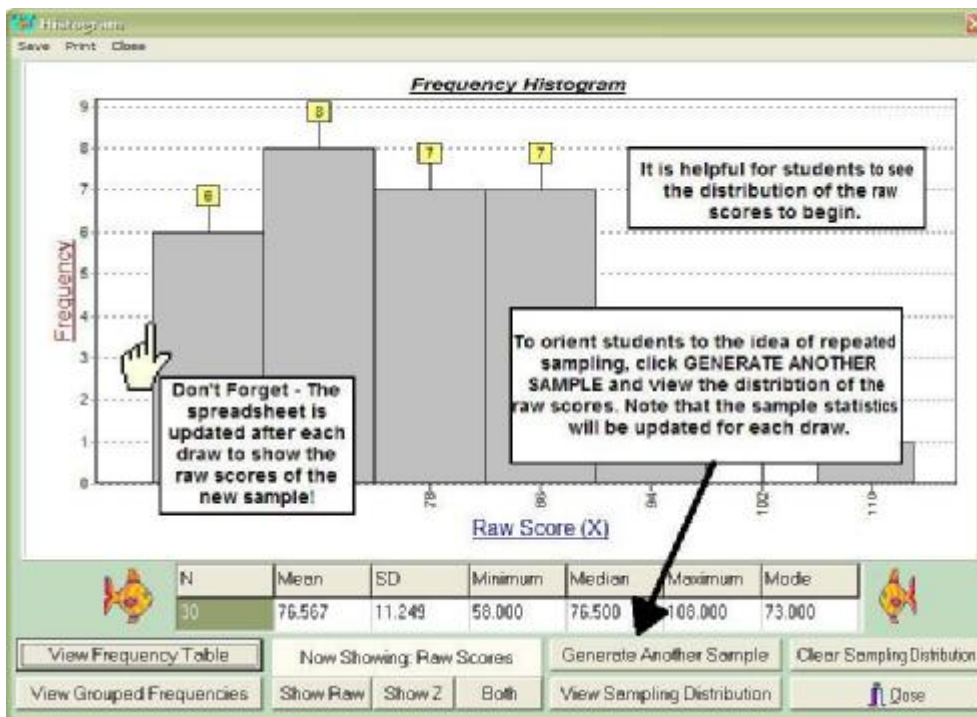 Histogram
Save Print Close
Frequency Histogram
9
8
7
6
5
4
3
2
1
0
Frequency
6
8
7
7
It is helpful for students to see
the distribution of the raw
scores to begin.
To orient students to the idea of repeated
sampling, click GENERATE ANOTHER
SAMPLE and view the distribtion of the
raw scores. Note that the sample statistics
will be updated for each draw.
Don't Forget - The
spreadsheet is
updated after each
draw to show the
raw scores of the
new sample!
78
86
94
102
110
Raw Score (X)
N Mean SD Minimum Median Maximum Mode
30 76.567 11.249 58.000 76.500 108.000 73.000
View Frequency Table Now Showing: Raw Scores Generate Another Sample Clear Sampling Distribution
View Grouped Frequencies Show Raw Show Z Both View Sampling Distribution Close